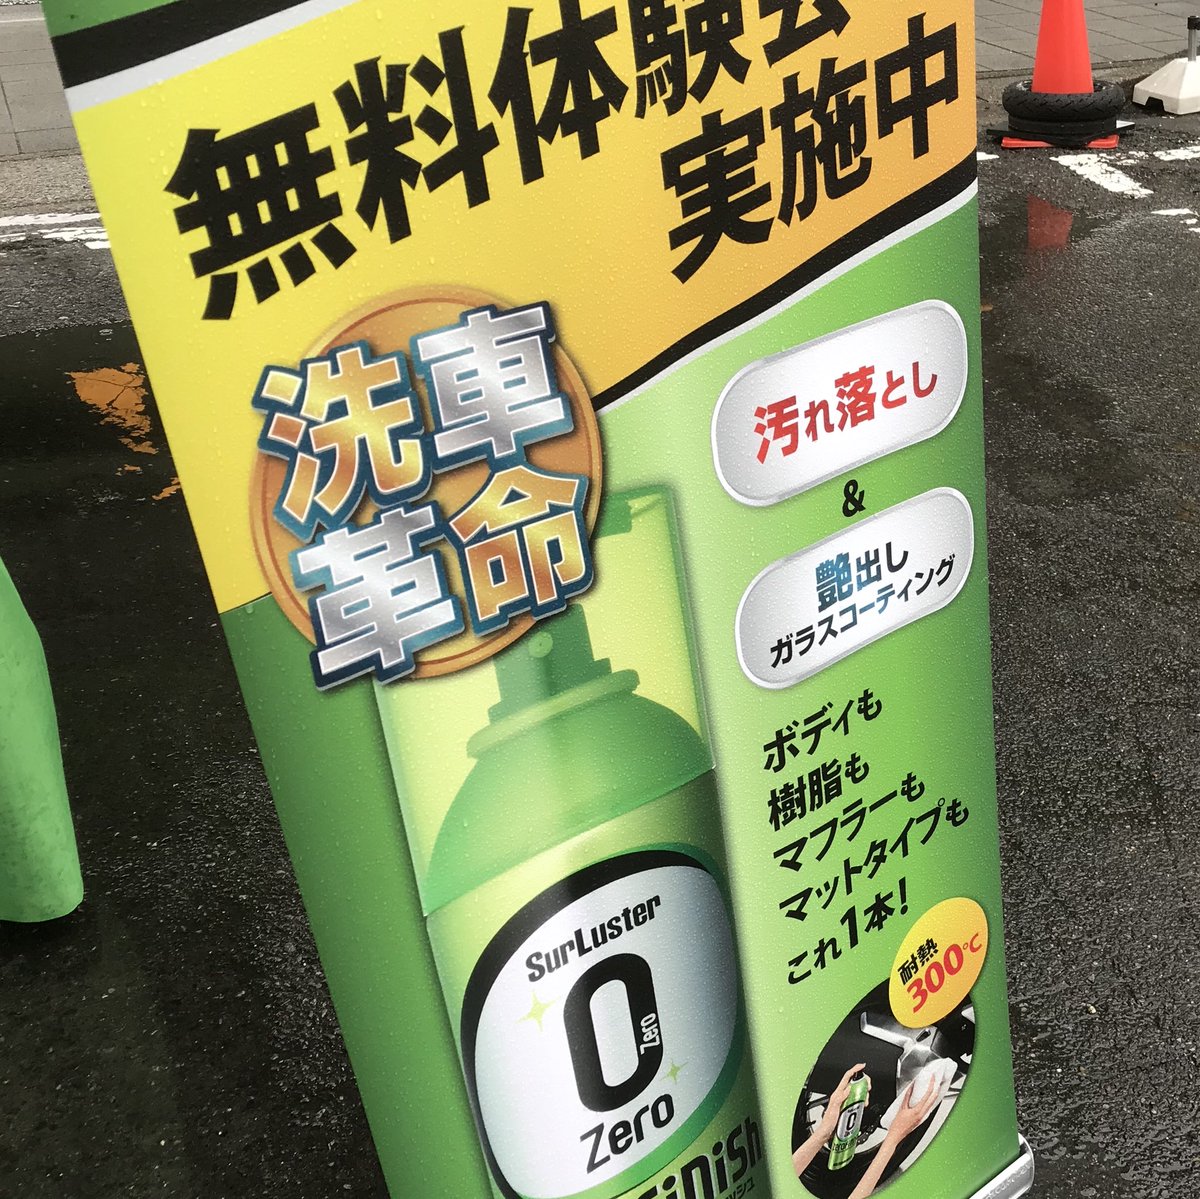 無料体験会
実施中
洗車
革命
汚れ落とし
&
艶出し
ガラスコーティング
ボディも
樹脂も
マフラーも
マットタイプも
これ1本!
耐熱
300℃
SurLuster
0
Zero
Zero
FiNiSh